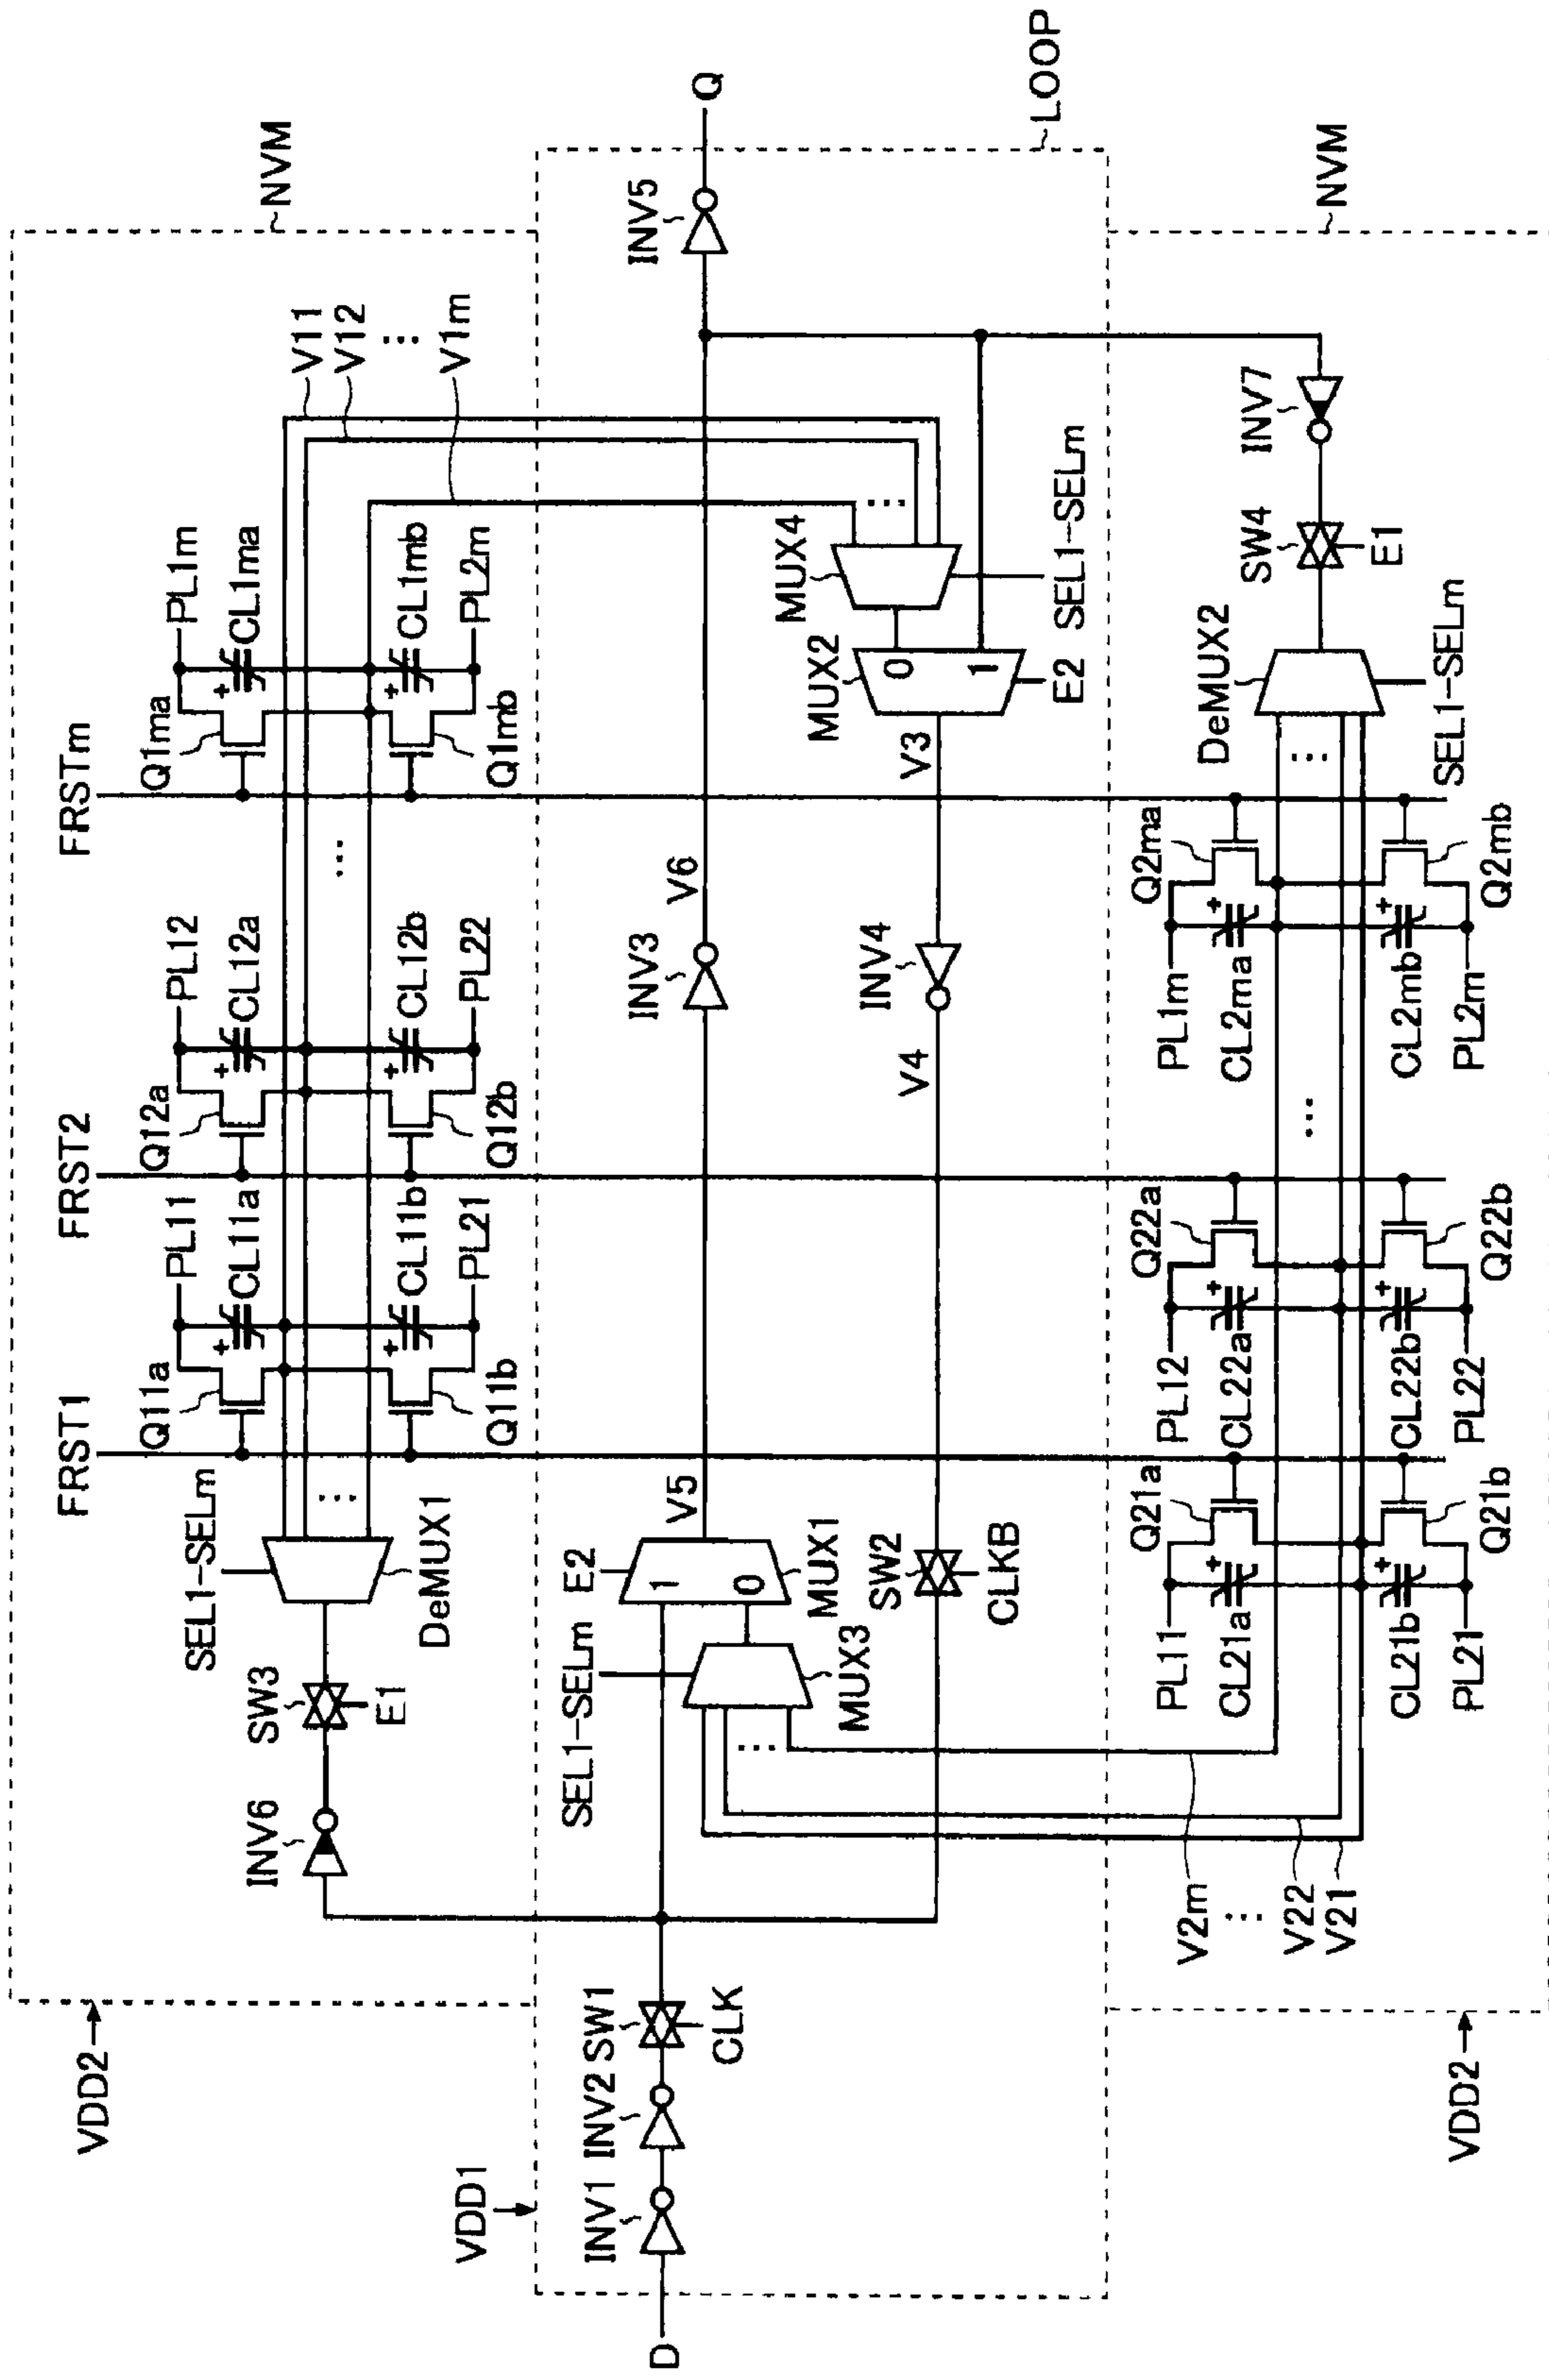 FRST1
FRST2
FRSTm
NVM
VDD2
SEL1-SELm
Q11a
PL11
CL11a
Q12a
PL12
CL12a
Q1ma
PL1m
CL1ma
V11
V12
⋮
V1m
INV6
SW3
E1
DeMUX1
...
Q11b
CL11b
PL21
Q12b
CL12b
PL22
...
Q1mb
CL1mb
PL2m
VDD1
LOOP
D
INV1
INV2
SW1
CLK
SEL1-SELm
E2
1
0
MUX1
MUX3
...
V5
INV3
V6
INV5
Q
SW2
CLKB
V4
INV4
V3
MUX2
0
1
E2
MUX4
...
SEL1-SELm
NVM
VDD2
V2m
⋮
V22
V21
PL11
CL21a
Q21a
PL12
CL22a
Q22a
PL1m
CL2ma
Q2ma
DeMUX2
SW4
E1
INV7
...
...
CL21b
PL21
Q21b
CL22b
PL22
Q22b
CL2mb
PL2m
Q2mb
SEL1-SELm